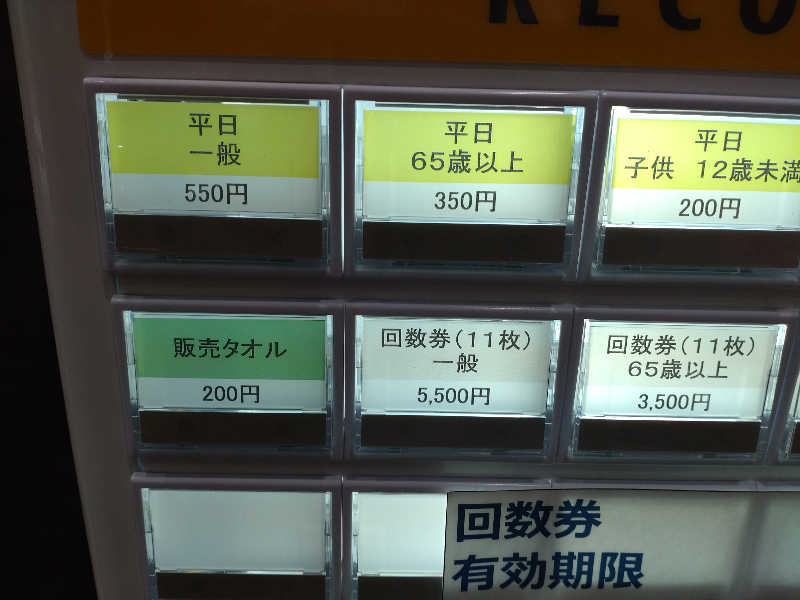 RECO
平日
一般
550円
平日
65歳以上
350円
平日
子供 12歳未満
200円
販売タオル
200円
回数券(11枚)
一般
5,500円
回数券(11枚)
65歳以上
3,500円
回数券
有効期限